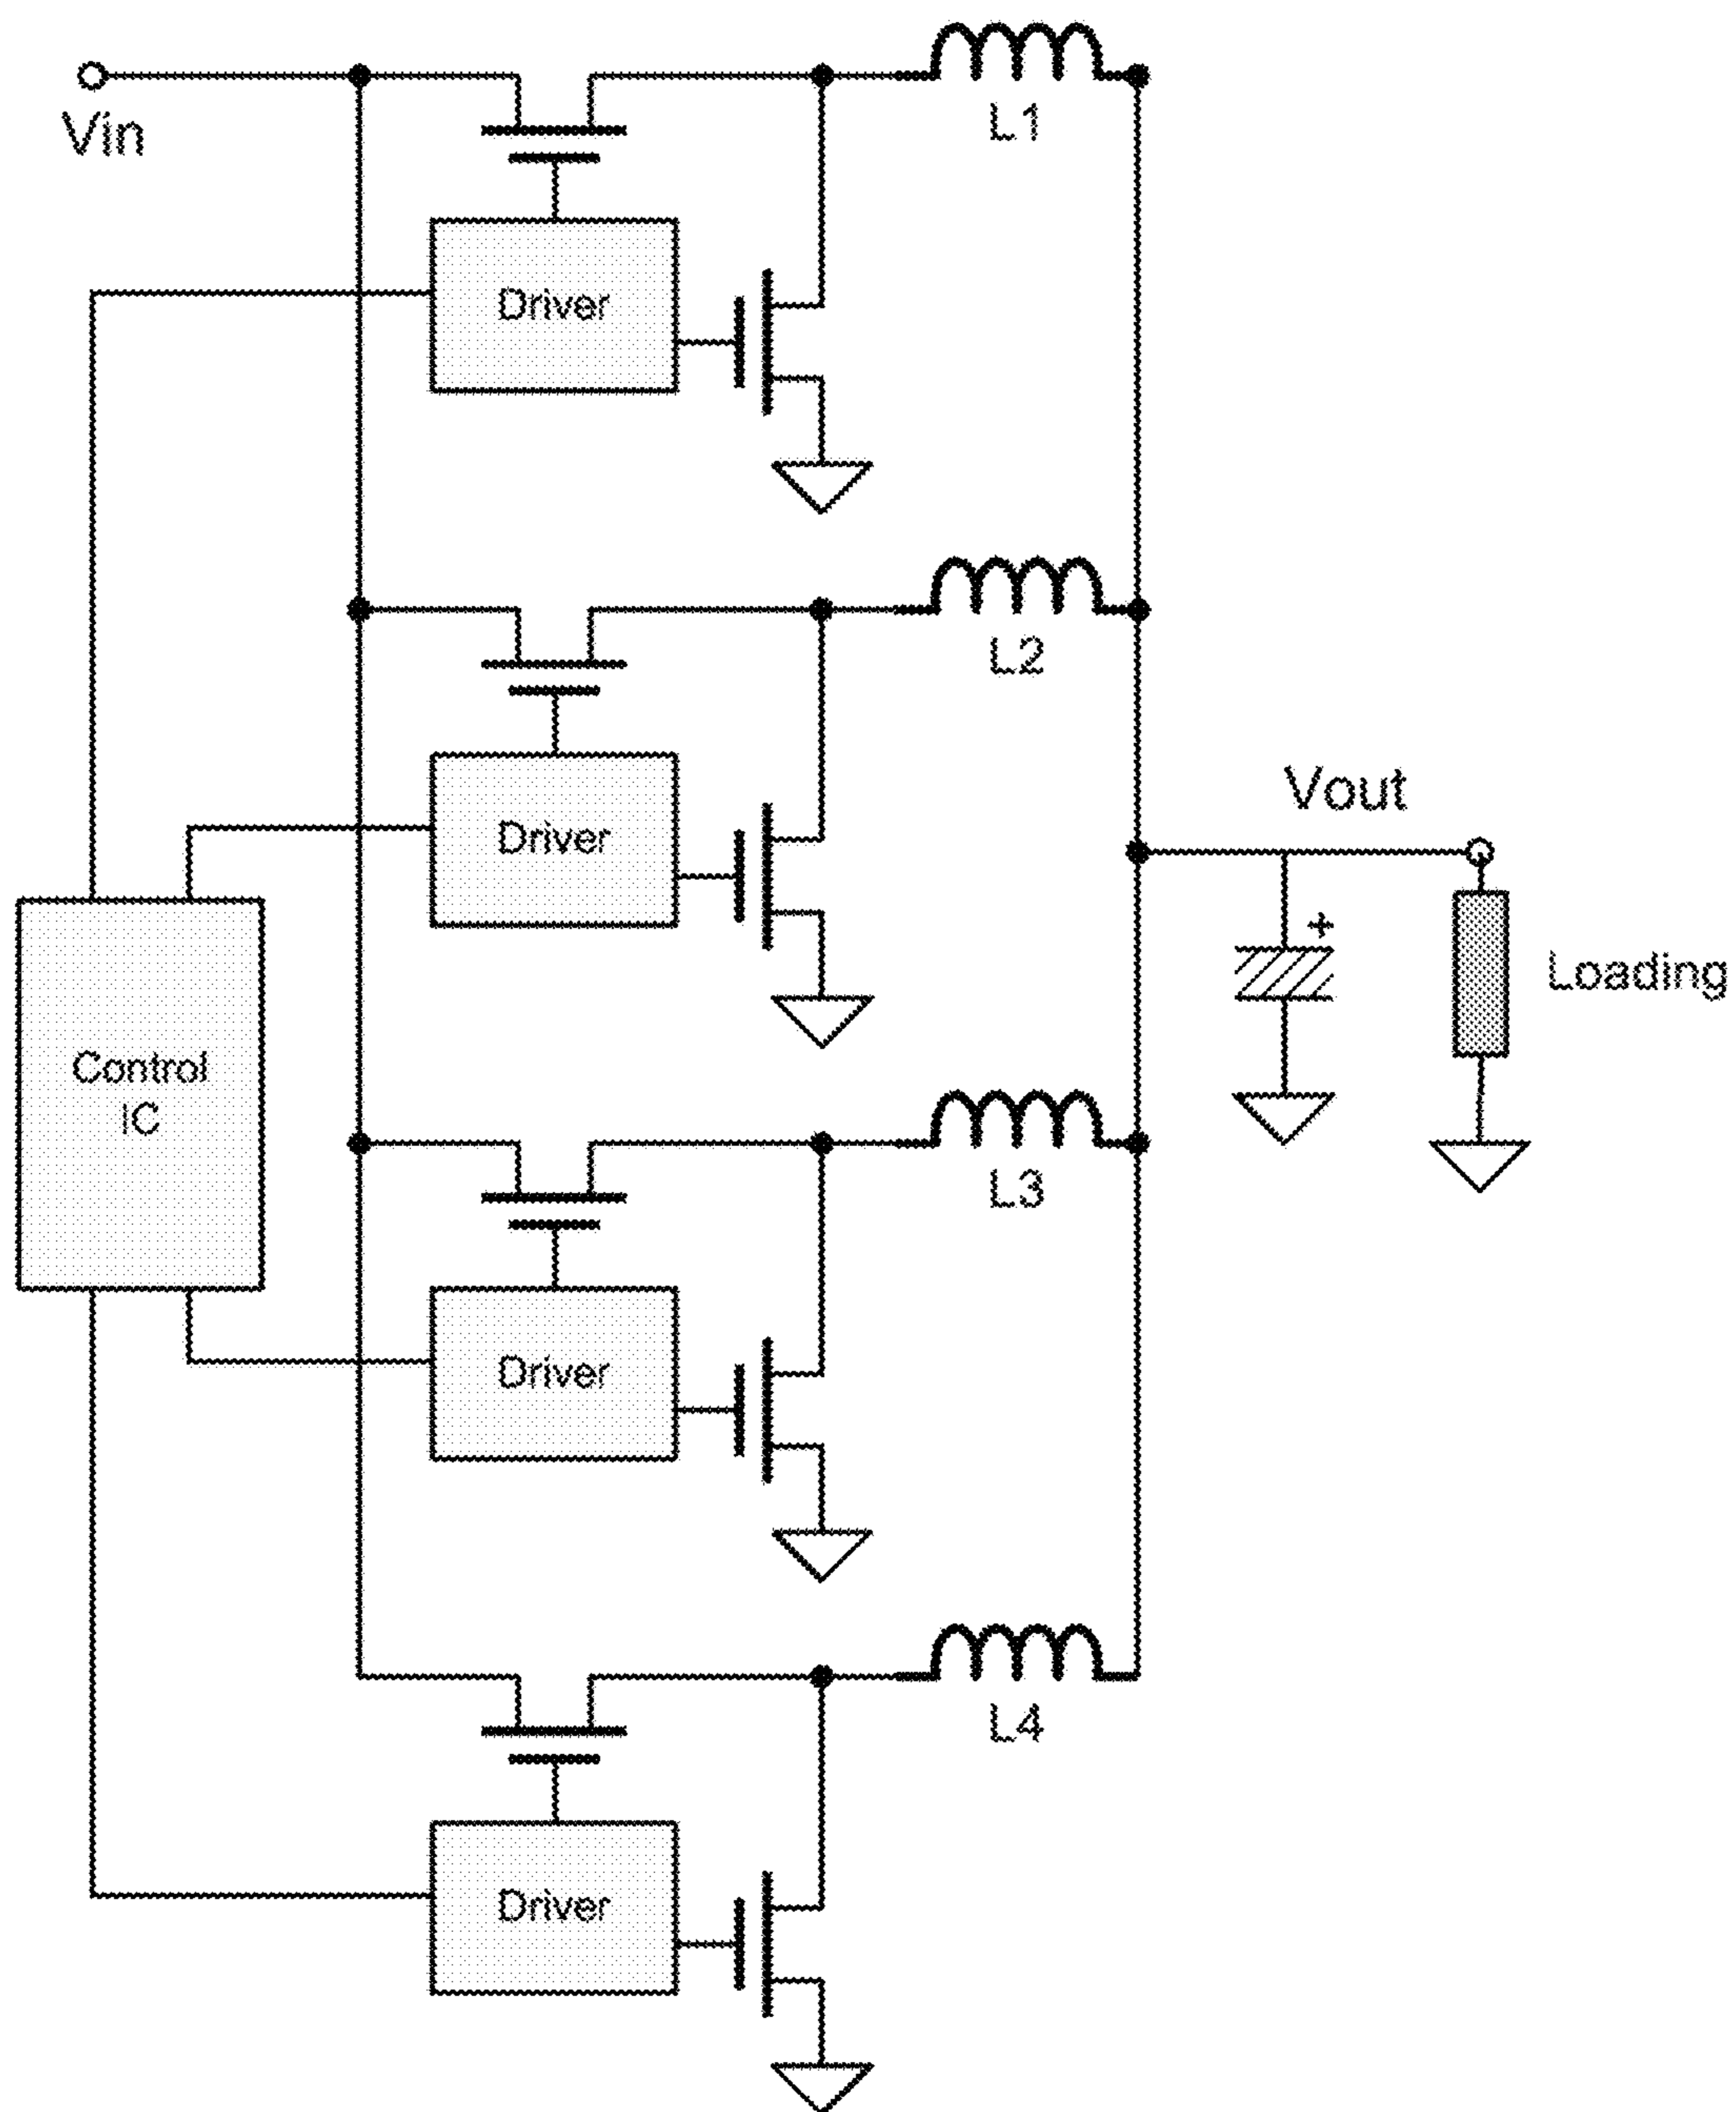 Vin
L1
Driver
L2
Driver
Vout
+
Loading
Control
IC
L3
Driver
L4
Driver